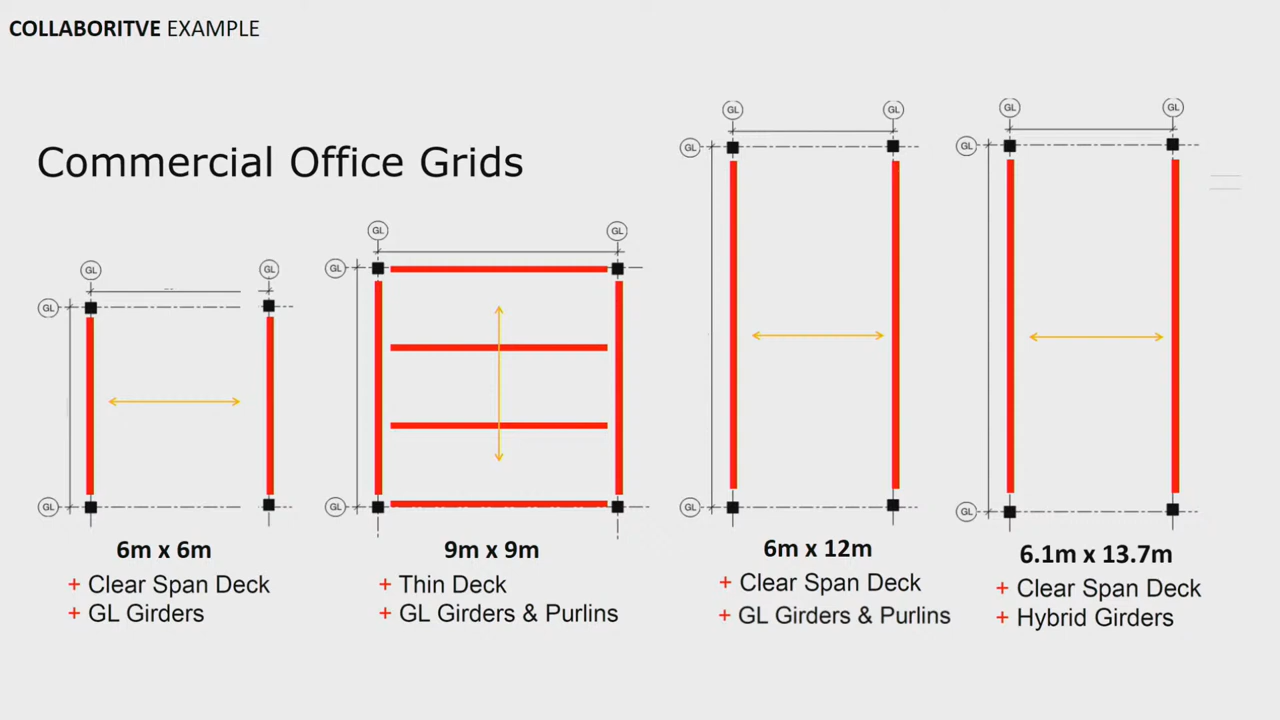 COLLABORITVE EXAMPLE
Commercial Office Grids
GL GL
GL
GL
6m x 6m
+ Clear Span Deck
+ GL Girders
GL GL
GL
GL
9m x 9m
+ Thin Deck
+ GL Girders & Purlins
GL GL
GL
GL
6m x 12m
+ Clear Span Deck
+ GL Girders & Purlins
GL GL
GL
GL
6.1m x 13.7m
+ Clear Span Deck
+ Hybrid Girders